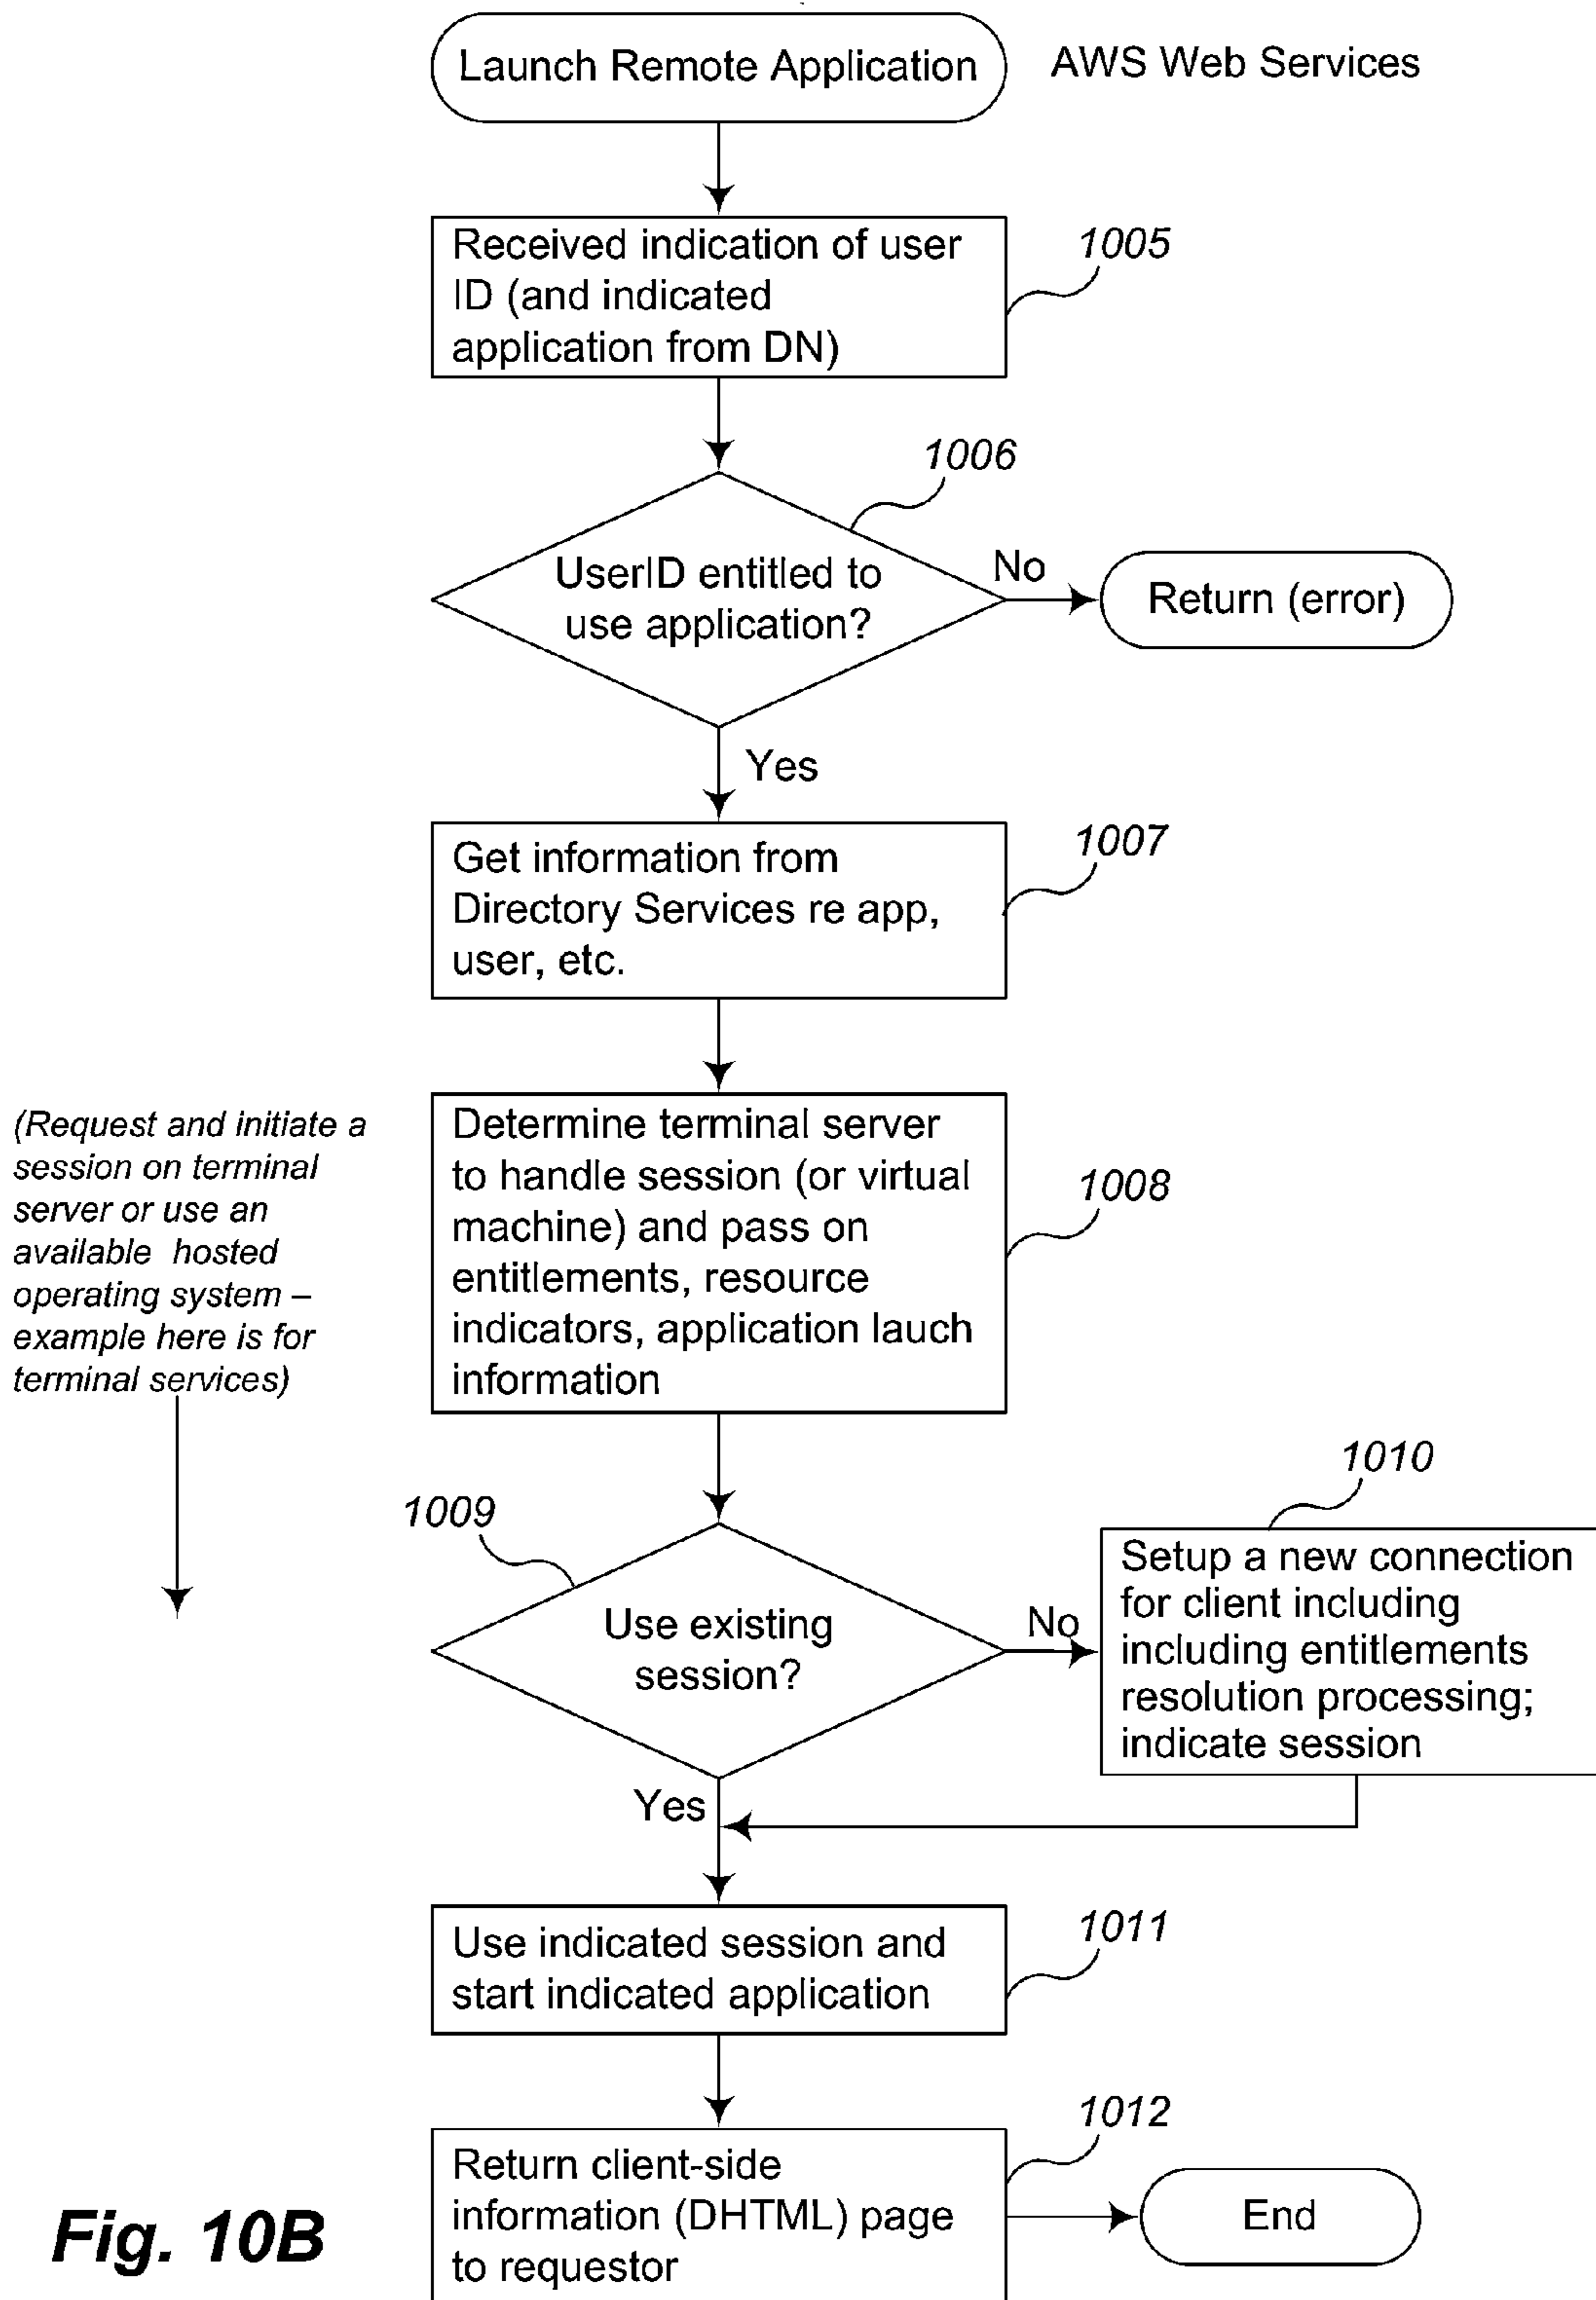 Launch Remote Application
AWS Web Services
Received indication of user
ID (and indicated
application from DN)
1005
1006
UserID entitled to
use application?
No
Return (error)
Yes
Get information from
Directory Services re app,
user, etc.
1007
(Request and initiate a
session on terminal
server or use an
available hosted
operating system –
example here is for
terminal services)
Determine terminal server
to handle session (or virtual
machine) and pass on
entitlements, resource
indicators, application lauch
information
1008
1009
Use existing
session?
No
1010
Setup a new connection
for client including
including entitlements
resolution processing;
indicate session
Yes
Use indicated session and
start indicated application
1011
Return client-side
information (DHTML) page
to requestor
1012
End
Fig. 10B